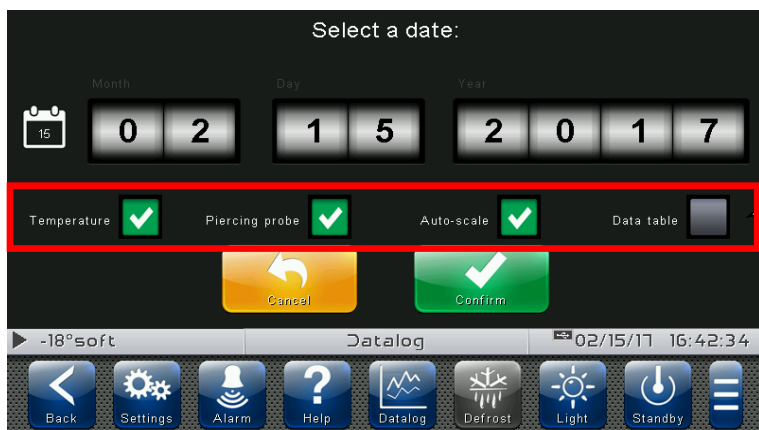 Select a date:
Month Day Year
15 0 2 1 5 2 0 1 7
Temperature Piercing probe Auto-scale Data table
Cancel Confirm
-18°soft Datalog 02/15/17 16:42:34
Back Settings Alarm ? Help Datalog Defrost Light Standby